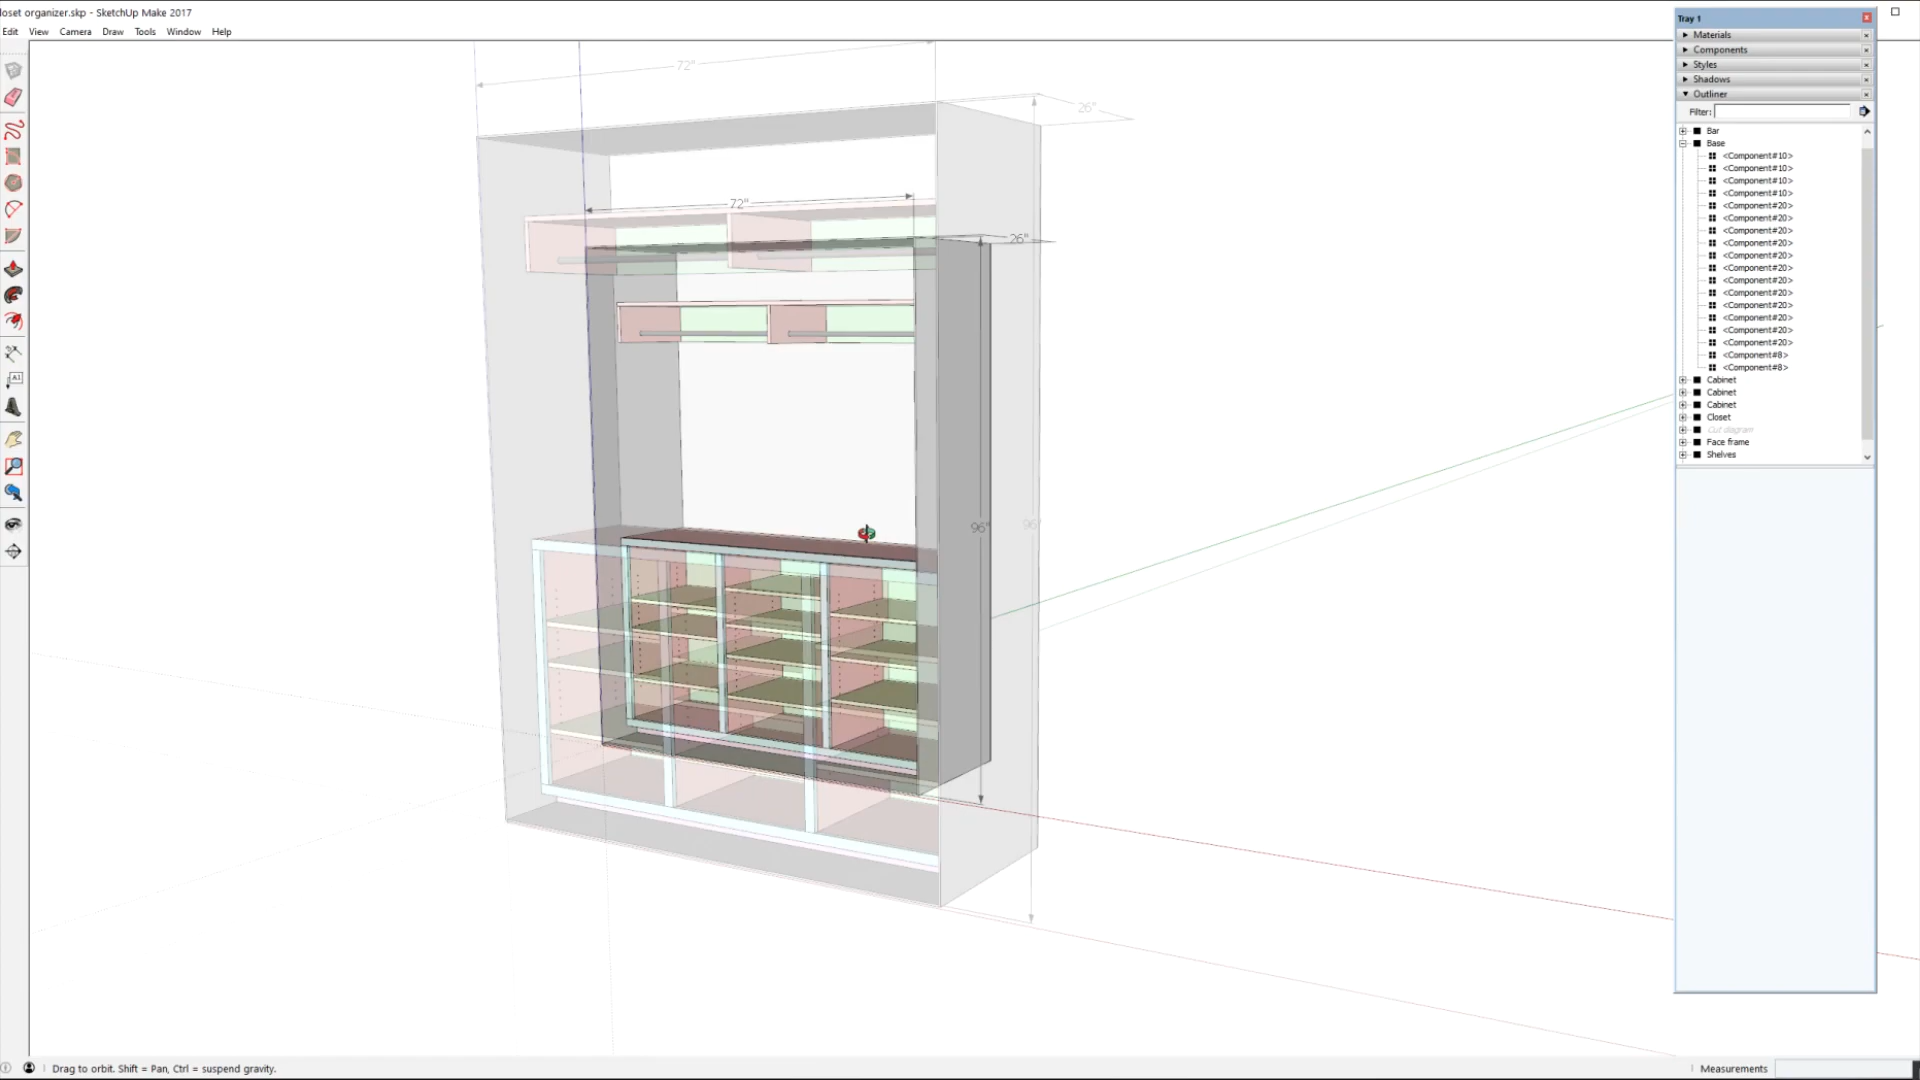 loset organizer.skp - SketchUp Make 2017
Edit View Camera Draw Tools Window Help
Tray 1
Materials
Components
Styles
Shadows
Outliner
Filter:
Bar
Base
<Component#10>
<Component#10>
<Component#10>
<Component#10>
<Component#20>
<Component#20>
<Component#20>
<Component#20>
<Component#20>
<Component#20>
<Component#20>
<Component#20>
<Component#20>
<Component#20>
<Component#20>
<Component#20>
<Component#8>
<Component#8>
Cabinet
Cabinet
Cabinet
Closet
Cut diagram
Face frame
Shelves
72"
26"
72"
26"
96"
96"
A1
Drag to orbit. Shift = Pan, Ctrl = suspend gravity.
Measurements